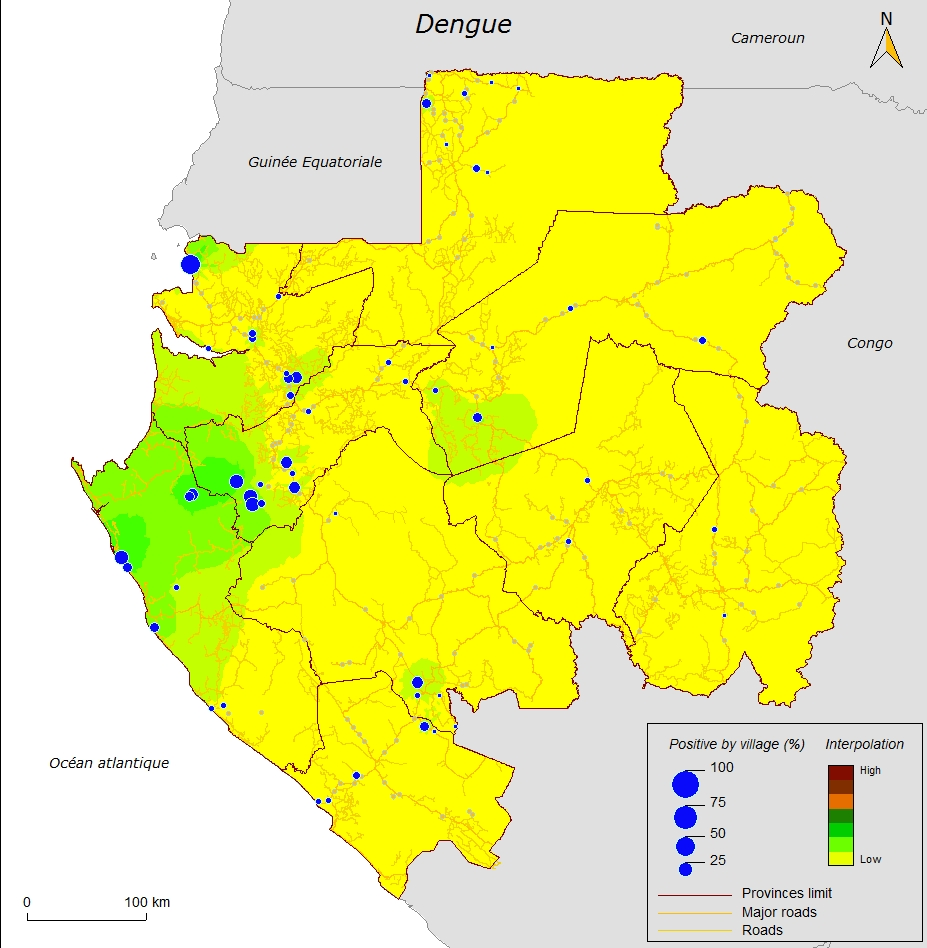 Dengue
N
Cameroun
Guinée Equatoriale
Congo
Océan atlantique
Positive by village (%)
Interpolation
100
75
50
25
High
Low
Provinces limit
Major roads
Roads
0
100 km